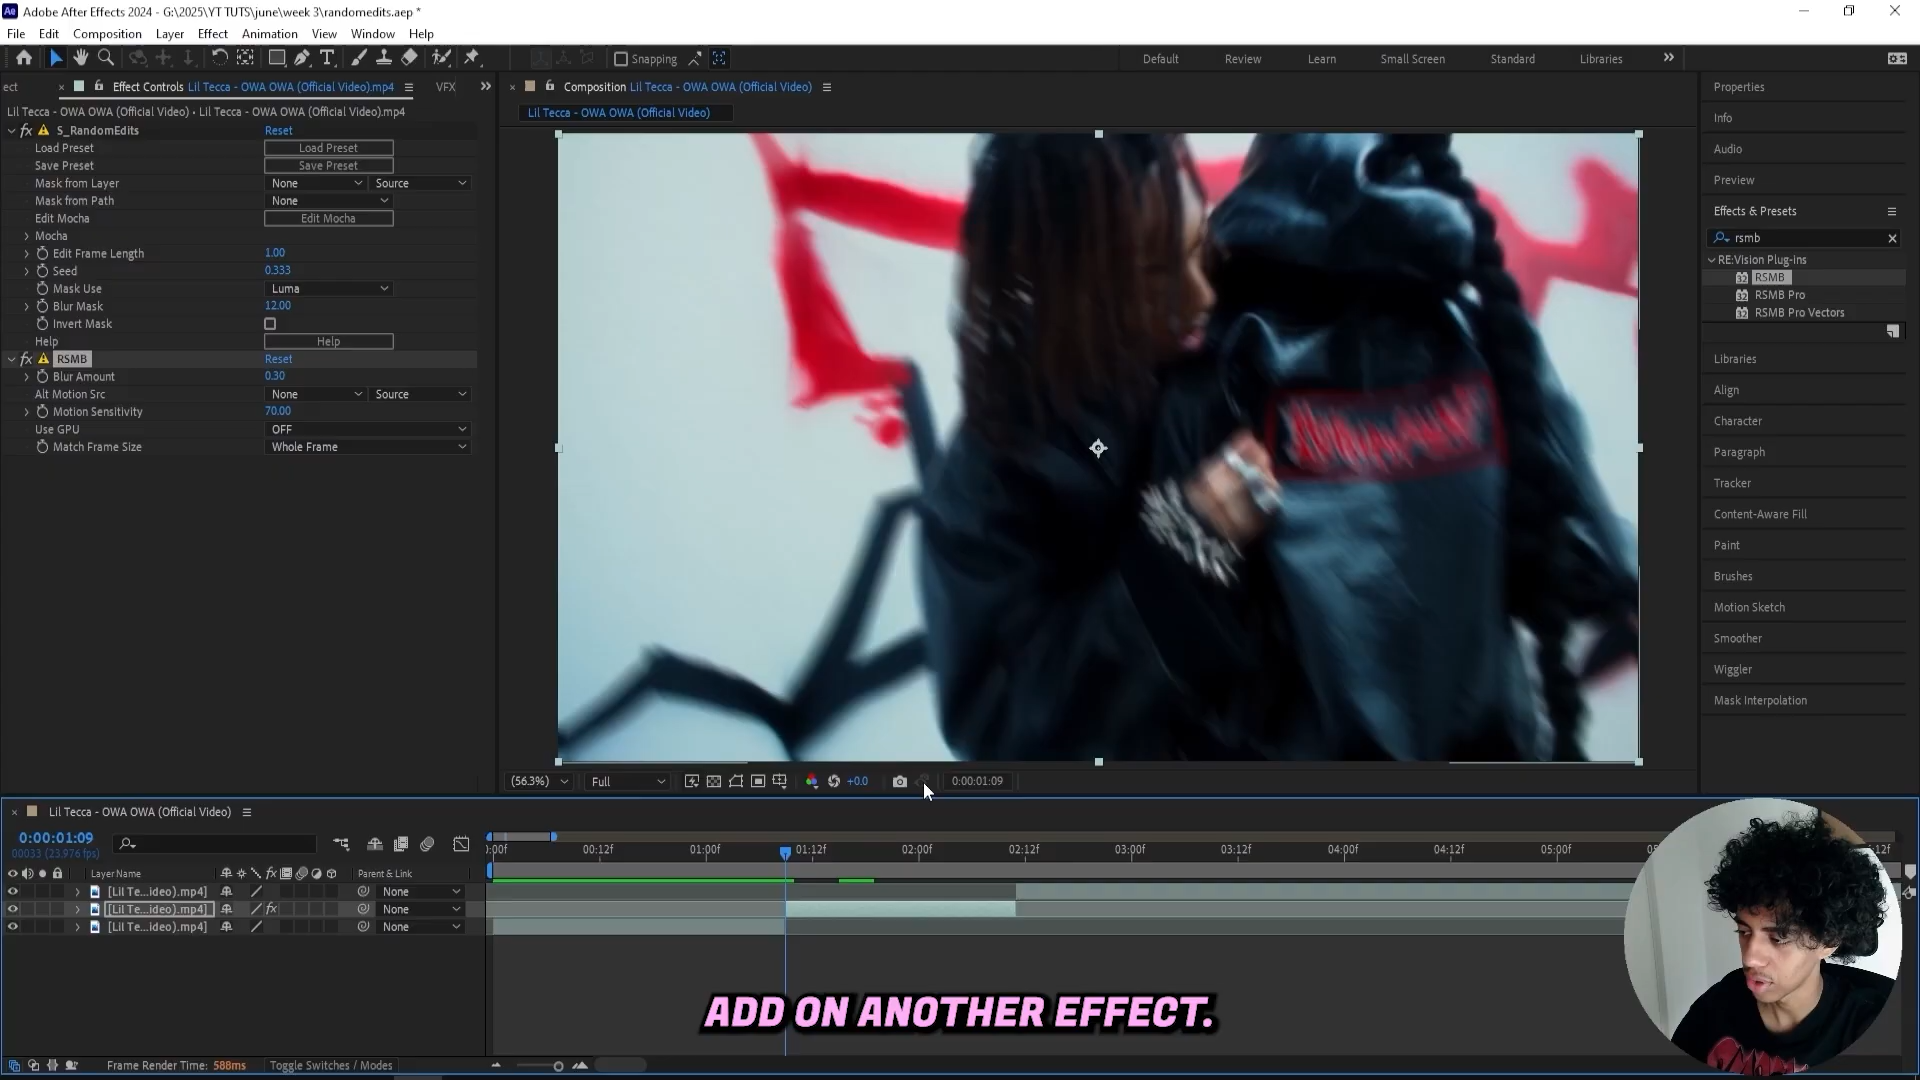 Adobe After Effects 2024 - G:\2025\YT TUTS\june\week 3\randomedits.aep *
File Edit Composition Layer Effect Animation View Window Help
Snapping Default Review Learn Small Screen Standard Libraries
ect Effect Controls Lil Tecca - OWA OWA (Official Video).mp4 VFX
Composition Lil Tecca - OWA OWA (Official Video)
Lil Tecca - OWA OWA (Official Video) • Lil Tecca - OWA OWA (Official Video).mp4
Lil Tecca - OWA OWA (Official Video)
fx S_RandomEdits Reset
Load Preset Load Preset
Save Preset Save Preset
Mask from Layer None Source
Mask from Path None
Edit Mocha Edit Mocha
Mocha
Edit Frame Length 1.00
Seed 0.333
Mask Use Luma
Blur Mask 12.00
Invert Mask
Help Help
fx RSMB Reset
Blur Amount 0.30
Alt Motion Src None Source
Motion Sensitivity 70.00
Use GPU OFF
Match Frame Size Whole Frame
Properties
Info
Audio
Preview
Effects & Presets
rsmb
RE:Vision Plug-ins
32 RSMB
32 RSMB Pro
32 RSMB Pro Vectors
Libraries
Align
Character
Paragraph
Tracker
Content-Aware Fill
Paint
Brushes
Motion Sketch
Smoother
Wiggler
Mask Interpolation
(56.3%) Full +0.0 0:00:01:09
Lil Tecca - OWA OWA (Official Video)
0:00:01:09
00033 (23.976 fps)
:00f 00:12f 01:00f 01:12f 02:00f 02:12f 03:00f 03:12f 04:00f 04:12f 05:00f
Layer Name fx Parent & Link
[Lil Te...ideo).mp4] None
[Lil Te...ideo).mp4] fx None
[Lil Te...ideo).mp4] None
ADD ON ANOTHER EFFECT.
Frame Render Time: 588ms Toggle Switches / Modes